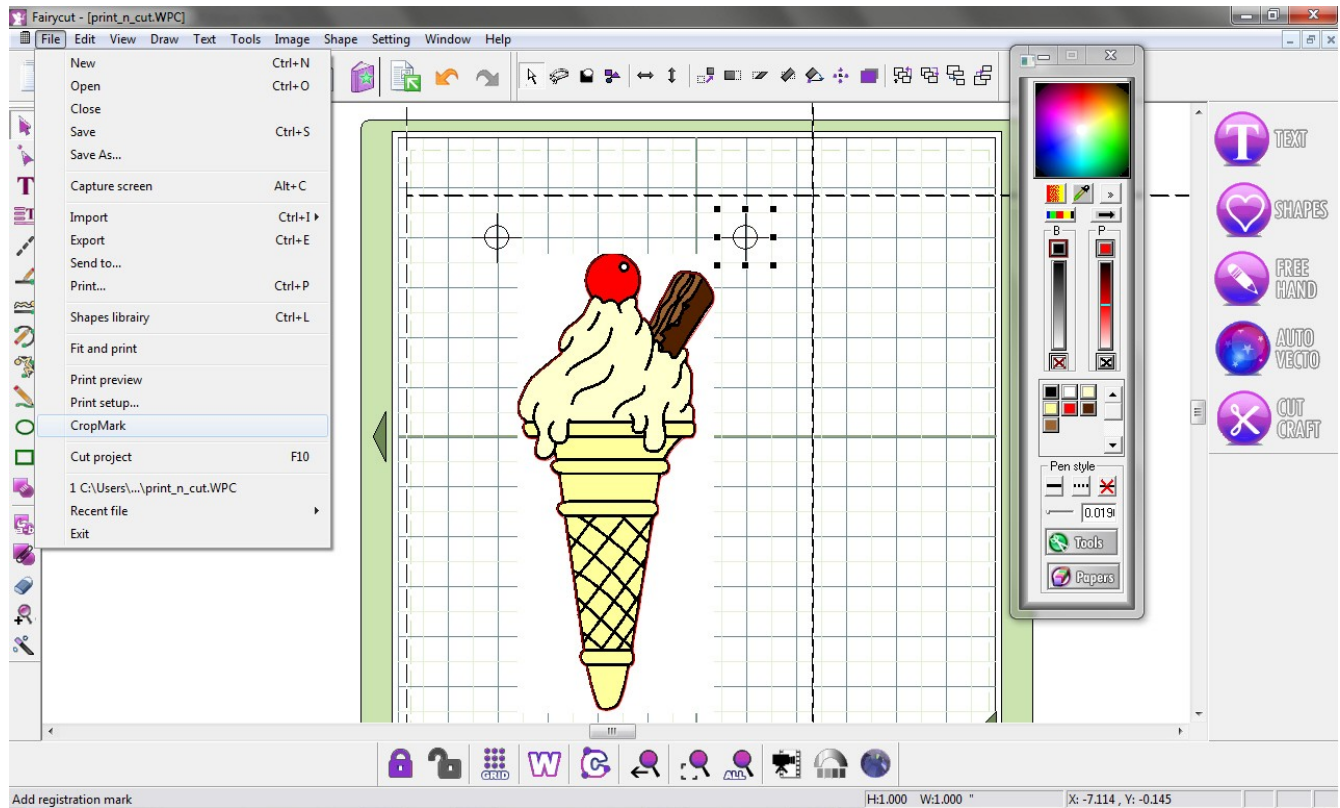 Fairycut - [print_n_cut.WPC]
File Edit View Draw Text Tools Image Shape Setting Window Help
New Ctrl+N
Open Ctrl+O
Close
Save Ctrl+S
Save As...
Capture screen Alt+C
Import Ctrl+I
Export Ctrl+E
Send to...
Print... Ctrl+P
Shapes librairy Ctrl+L
Fit and print
Print preview
Print setup...
CropMark
Cut project F10
1 C:\Users\...\print_n_cut.WPC
Recent file
Exit
T
T
B
P
Pen style
0.019
Tools
Papers
T TEXT
SHAPES
FREE
HAND
AUTO
VECTO
CUT
CRAFT
GRID
W
C
ALL
Add registration mark
H:1.000 W:1.000 "
X: -7.114 , Y: -0.145